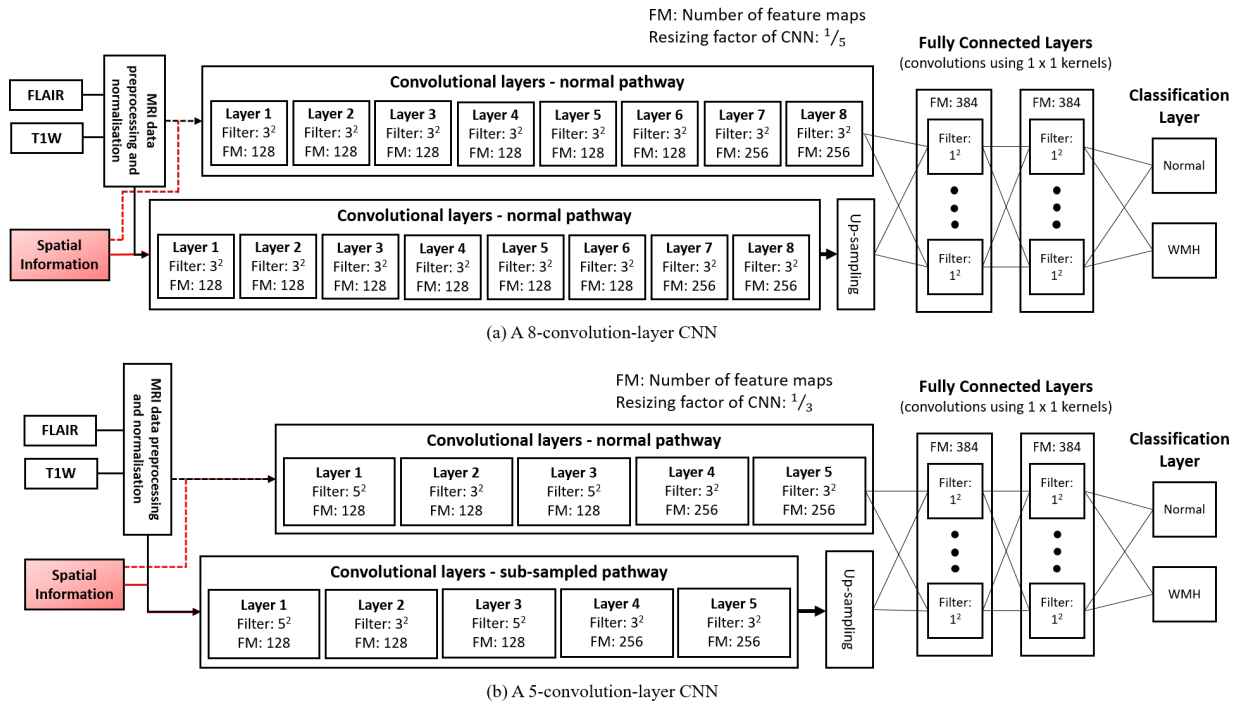 FM: Number of feature maps
Resizing factor of CNN: 1/5
Fully Connected Layers
(convolutions using 1 x 1 kernels)
Classification
Layer
FLAIR
T1W
MRI data
preprocessing and
normalisation
Spatial
Information
Convolutional layers - normal pathway
Layer 1
Filter: 3²
FM: 128
Layer 2
Filter: 3²
FM: 128
Layer 3
Filter: 3²
FM: 128
Layer 4
Filter: 3²
FM: 128
Layer 5
Filter: 3²
FM: 128
Layer 6
Filter: 3²
FM: 128
Layer 7
Filter: 3²
FM: 256
Layer 8
Filter: 3²
FM: 256
Convolutional layers - normal pathway
Layer 1
Filter: 3²
FM: 128
Layer 2
Filter: 3²
FM: 128
Layer 3
Filter: 3²
FM: 128
Layer 4
Filter: 3²
FM: 128
Layer 5
Filter: 3²
FM: 128
Layer 6
Filter: 3²
FM: 128
Layer 7
Filter: 3²
FM: 256
Layer 8
Filter: 3²
FM: 256
Up-sampling
FM: 384
Filter:
1²
Filter:
1²
FM: 384
Filter:
1²
Filter:
1²
Normal
WMH
(a) A 8-convolution-layer CNN
FM: Number of feature maps
Resizing factor of CNN: 1/3
Fully Connected Layers
(convolutions using 1 x 1 kernels)
Classification
Layer
FLAIR
T1W
MRI data preprocessing
and normalisation
Spatial
Information
Convolutional layers - normal pathway
Layer 1
Filter: 5²
FM: 128
Layer 2
Filter: 3²
FM: 128
Layer 3
Filter: 5²
FM: 128
Layer 4
Filter: 3²
FM: 256
Layer 5
Filter: 3²
FM: 256
Convolutional layers - sub-sampled pathway
Layer 1
Filter: 5²
FM: 128
Layer 2
Filter: 3²
FM: 128
Layer 3
Filter: 5²
FM: 128
Layer 4
Filter: 3²
FM: 256
Layer 5
Filter: 3²
FM: 256
Up-sampling
FM: 384
Filter:
1²
Filter:
1²
FM: 384
Filter:
1²
Filter:
1²
Normal
WMH
(b) A 5-convolution-layer CNN